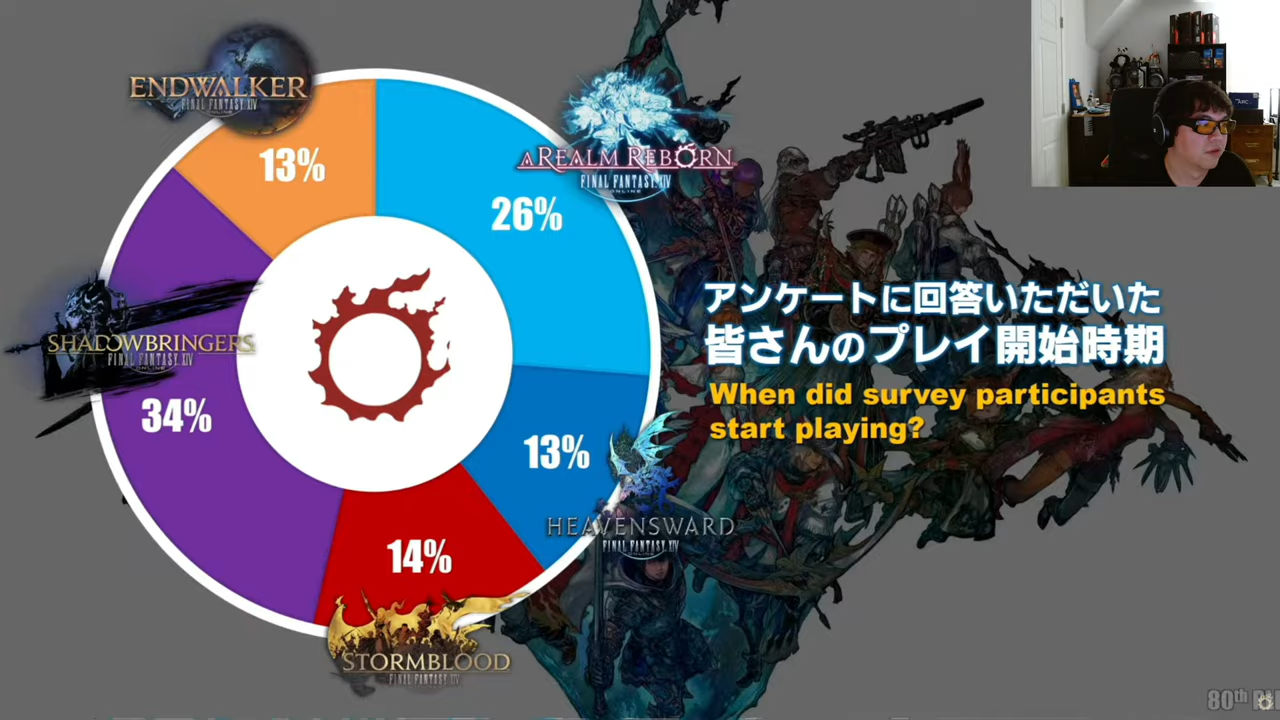 ENDWALKER
FINAL FANTASY XIV
13%
A REALM REBORN
FINAL FANTASY XIV
ONLINE
26%
SHADOWBRINGERS
FINAL FANTASY XIV
34%
アンケートに回答いただいた
皆さんのプレイ開始時期
When did survey participants
start playing?
13%
HEAVENSWARD
FINAL FANTASY XIV
14%
STORMBLOOD
FINAL FANTASY XIV
80th